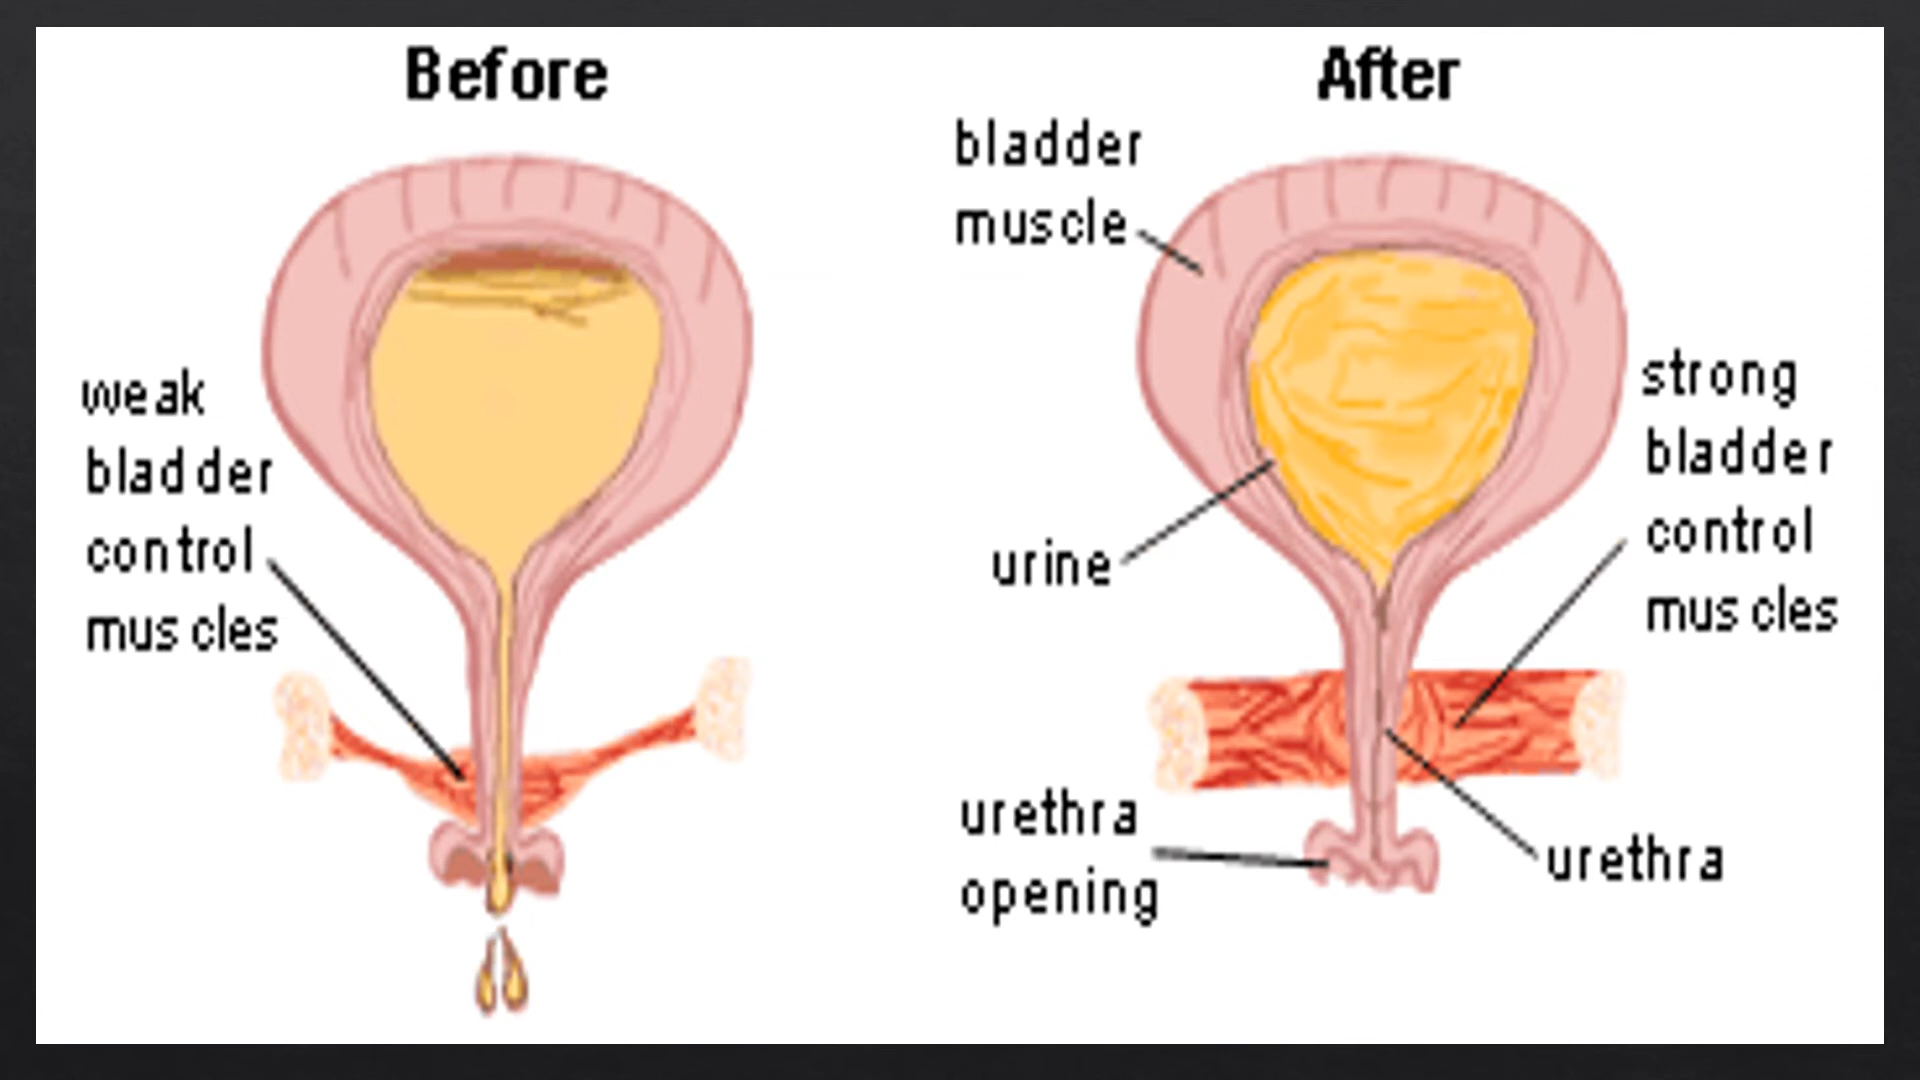 Before
weak
bladder
control
muscles
After
bladder
muscle
urine
strong
bladder
control
muscles
urethra
opening
urethra